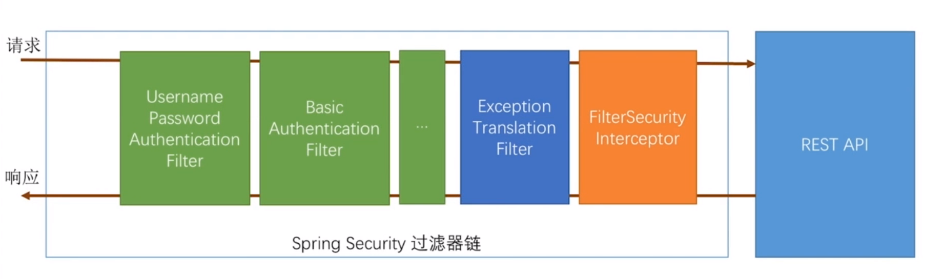 请求
Username
Password
Authentication
Filter
Basic
Authentication
Filter
...
Exception
Translation
Filter
FilterSecurity
Interceptor
REST API
响应
Spring Security 过滤器链